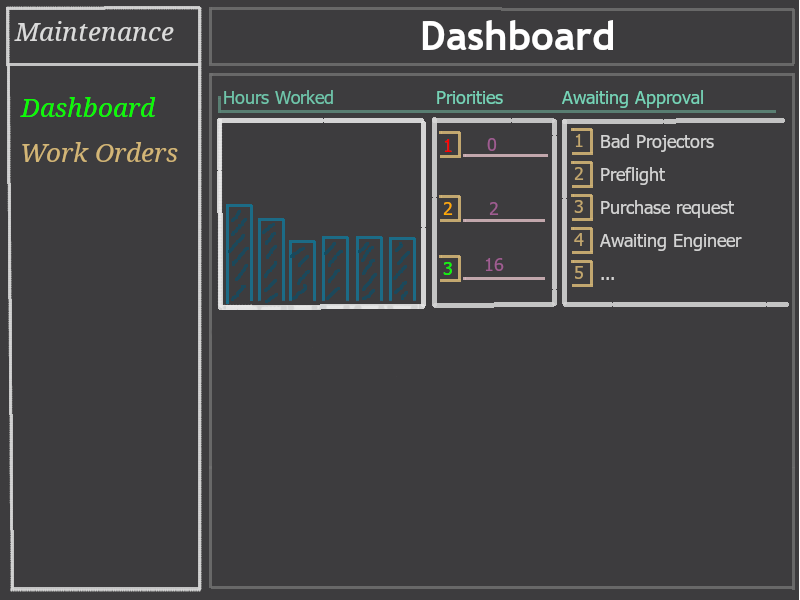 Maintenance
Dashboard
Dashboard
Work Orders
Hours Worked
Priorities
Awaiting Approval
1 0
2 2
3 16
1 Bad Projectors
2 Preflight
3 Purchase request
4 Awaiting Engineer
5 ...